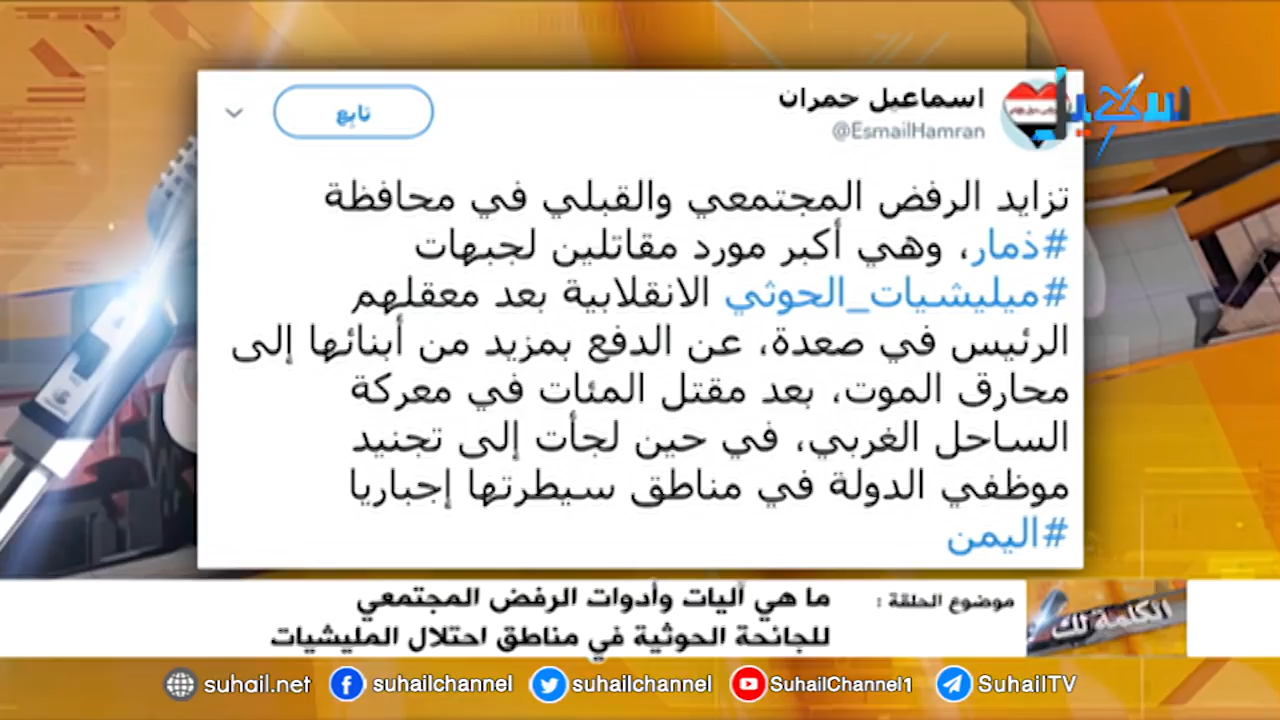 سهيل
اسماعيل حمران
@EsmailHamran
تابع
تزايد الرفض المجتمعي والقبلي في محافظة
#ذمار، وهي أكبر مورد مقاتلين لجبهات
#ميليشيات_الحوثي الانقلابية بعد معقلهم
الرئيس في صعدة، عن الدفع بمزيد من أبنائها إلى
محارق الموت، بعد مقتل المئات في معركة
الساحل الغربي، في حين لجأت إلى تجنيد
موظفي الدولة في مناطق سيطرتها إجباريا
#اليمن
الكلمة لك
موضوع الحلقة :
ما هي آليات وأدوات الرفض المجتمعي
للجانحة الحوثية في مناطق احتلال المليشيات
suhail.net
suhailchannel
suhailchannel
SuhailChannel1
SuhailTV